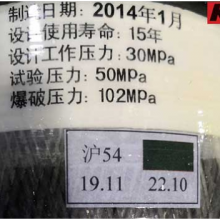 制造日期：2014年1月
设计使用寿命：15年
设计工作压力：30MPa
试验压力：50MPa
爆破压力：102MPa
沪54
19.11 22.10